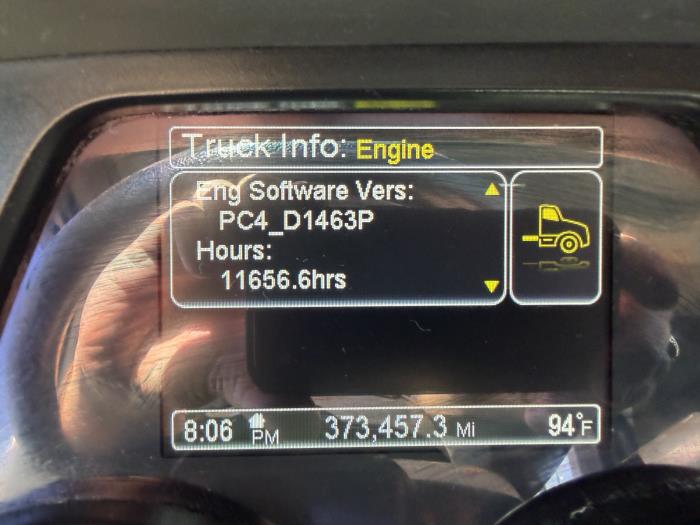 Truck Info: Engine
Eng Software Vers:
PC4_D1463P
Hours:
11656.6hrs
8:06 PM 373,457.3 Mi 94°F